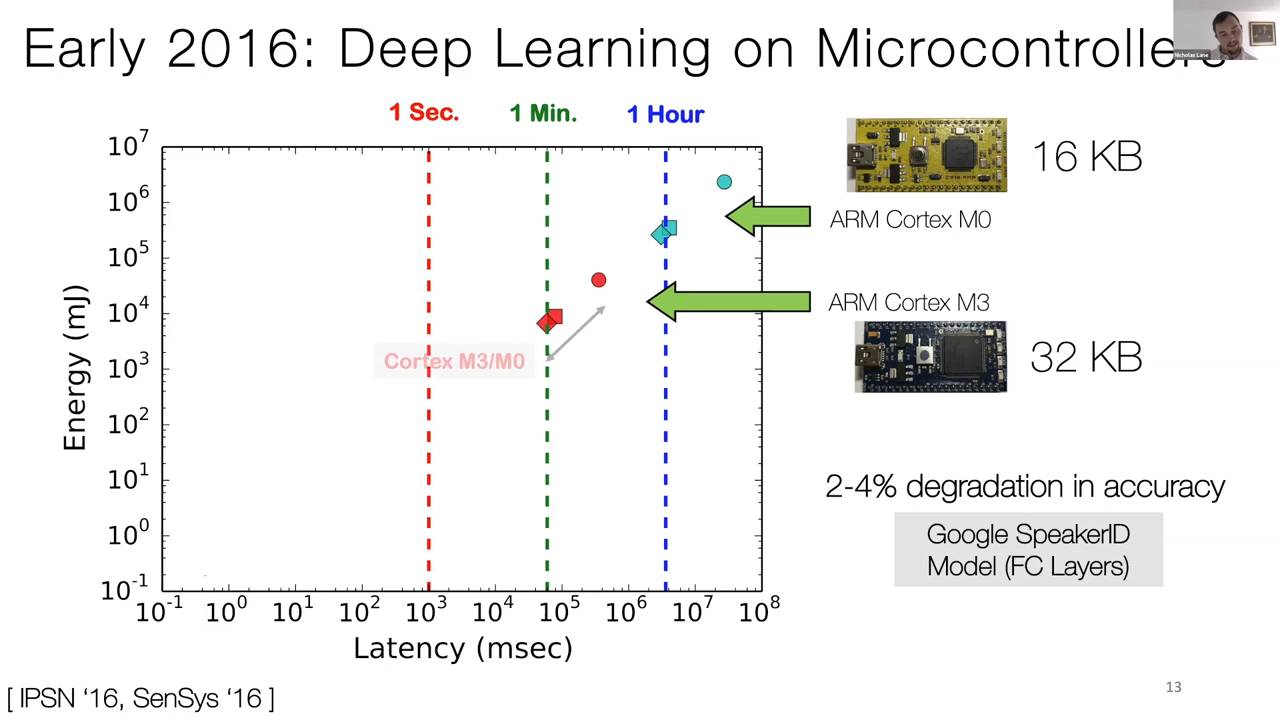 Early 2016: Deep Learning on Microcontrollers
Nicholas Lane
1 Sec.
1 Min.
1 Hour
10^7
10^6
10^5
10^4
10^3
10^2
10^1
10^0
10^-1
Energy (mJ)
10^-1
10^0
10^1
10^2
10^3
10^4
10^5
10^6
10^7
10^8
Latency (msec)
Cortex M3/M0
16 KB
ARM Cortex M0
ARM Cortex M3
32 KB
2-4% degradation in accuracy
Google SpeakerID
Model (FC Layers)
[ IPSN ‘16, SenSys ‘16 ]
13